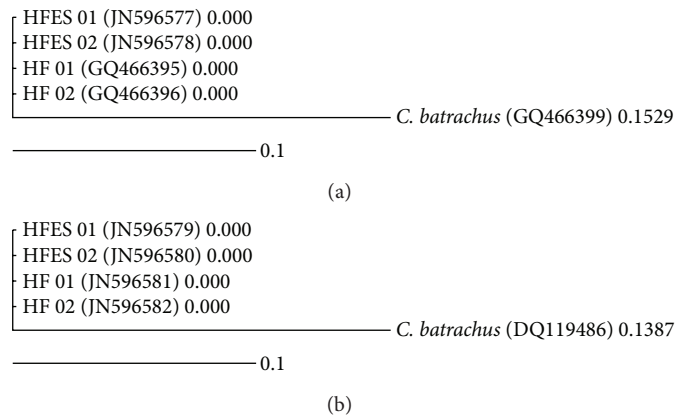 HFES 01 (JN596577) 0.000
HFES 02 (JN596578) 0.000
HF 01 (GQ466395) 0.000
HF 02 (GQ466396) 0.000
C. batrachus (GQ466399) 0.1529
0.1
(a)
HFES 01 (JN596579) 0.000
HFES 02 (JN596580) 0.000
HF 01 (JN596581) 0.000
HF 02 (JN596582) 0.000
C. batrachus (DQ119486) 0.1387
0.1
(b)